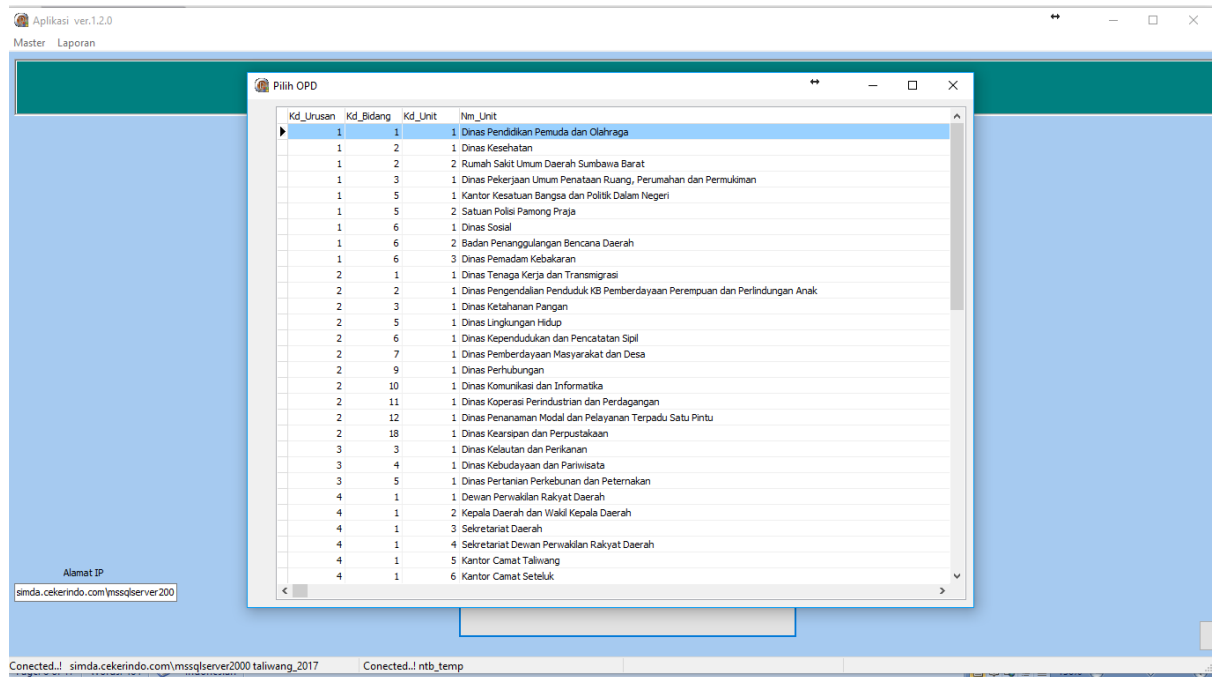 Aplikasi ver.1.2.0
Master Laporan
Pilih OPD
Kd_Urusan Kd_Bidang Kd_Unit Nm_Unit
1 1 1 Dinas Pendidikan Pemuda dan Olahraga
1 2 1 Dinas Kesehatan
1 2 2 Rumah Sakit Umum Daerah Sumbawa Barat
1 3 1 Dinas Pekerjaan Umum Penataan Ruang, Perumahan dan Permukiman
1 5 1 Kantor Kesatuan Bangsa dan Politik Dalam Negeri
1 5 2 Satuan Polisi Pamong Praja
1 6 1 Dinas Sosial
1 6 2 Badan Penanggulangan Bencana Daerah
1 6 3 Dinas Pemadam Kebakaran
2 1 1 Dinas Tenaga Kerja dan Transmigrasi
2 2 1 Dinas Pengendalian Penduduk KB Pemberdayaan Perempuan dan Perlindungan Anak
2 3 1 Dinas Ketahanan Pangan
2 5 1 Dinas Lingkungan Hidup
2 6 1 Dinas Kependudukan dan Pencatatan Sipil
2 7 1 Dinas Pemberdayaan Masyarakat dan Desa
2 9 1 Dinas Perhubungan
2 10 1 Dinas Komunikasi dan Informatika
2 11 1 Dinas Koperasi Perindustrian dan Perdagangan
2 12 1 Dinas Penanaman Modal dan Pelayanan Terpadu Satu Pintu
2 18 1 Dinas Kearsipan dan Perpustakaan
3 3 1 Dinas Kelautan dan Perikanan
3 4 1 Dinas Kebudayaan dan Pariwisata
3 5 1 Dinas Pertanian Perkebunan dan Peternakan
4 1 1 Dewan Perwakilan Rakyat Daerah
4 1 2 Kepala Daerah dan Wakil Kepala Daerah
4 1 3 Sekretariat Daerah
4 1 4 Sekretariat Dewan Perwakilan Rakyat Daerah
4 1 5 Kantor Camat Taliwang
4 1 6 Kantor Camat Seteluk
Alamat IP
simda.cekerindo.com\mssqlserver200
Conected..! simda.cekerindo.com\mssqlserver2000 taliwang_2017 Conected..! ntb_temp